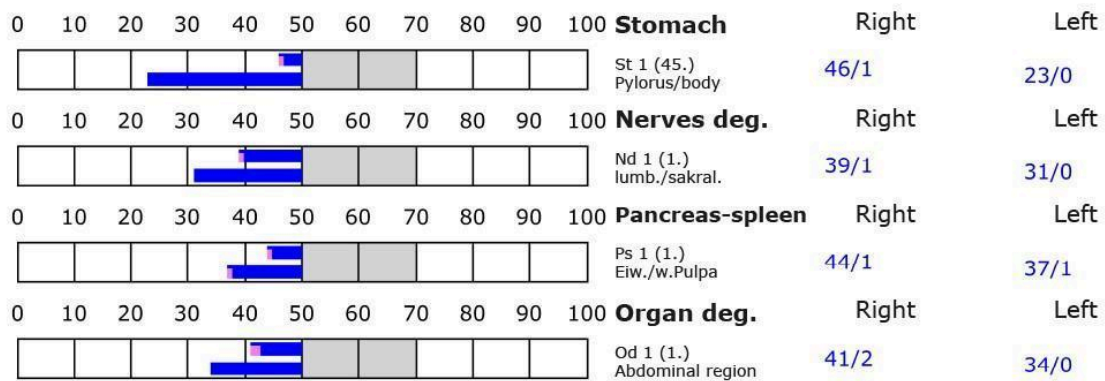 0 10 20 30 40 50 60 70 80 90 100 Stomach Right Left
St 1 (45.) 46/1 23/0
Pylorus/body
0 10 20 30 40 50 60 70 80 90 100 Nerves deg. Right Left
Nd 1 (1.) 39/1 31/0
lumb./sakral.
0 10 20 30 40 50 60 70 80 90 100 Pancreas-spleen Right Left
Ps 1 (1.) 44/1 37/1
Eiw./w.Pulpa
0 10 20 30 40 50 60 70 80 90 100 Organ deg. Right Left
Od 1 (1.) 41/2 34/0
Abdominal region